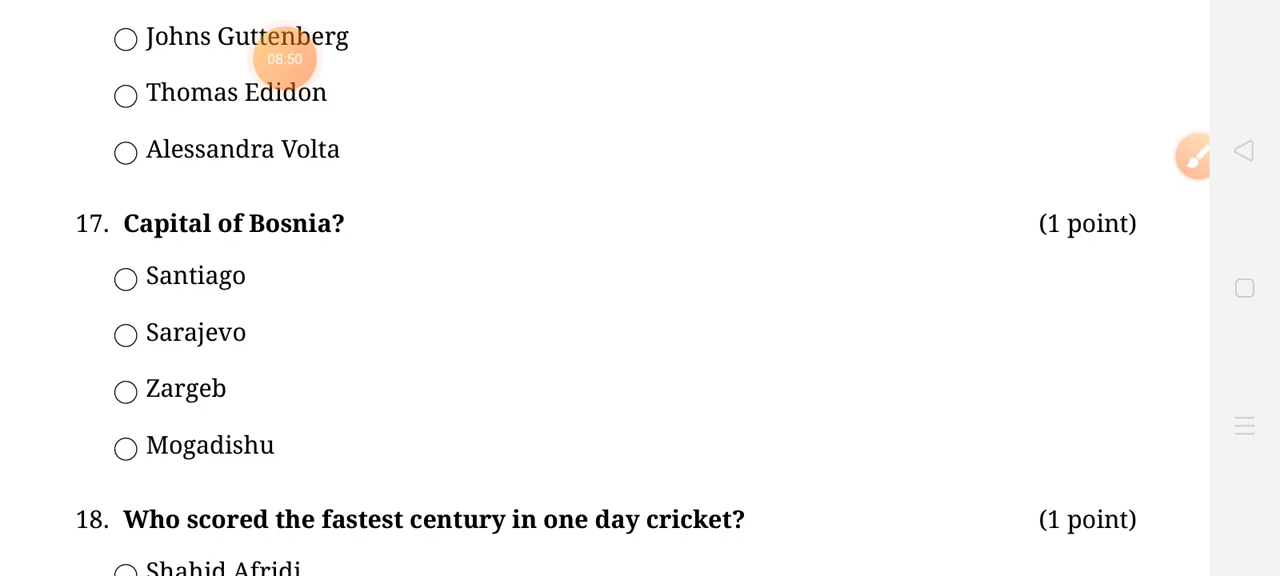 Johns Guttenberg
08:50
Thomas Edidon
Alessandra Volta
17. Capital of Bosnia? (1 point)
Santiago
Sarajevo
Zargeb
Mogadishu
18. Who scored the fastest century in one day cricket? (1 point)
Shahid Afridi